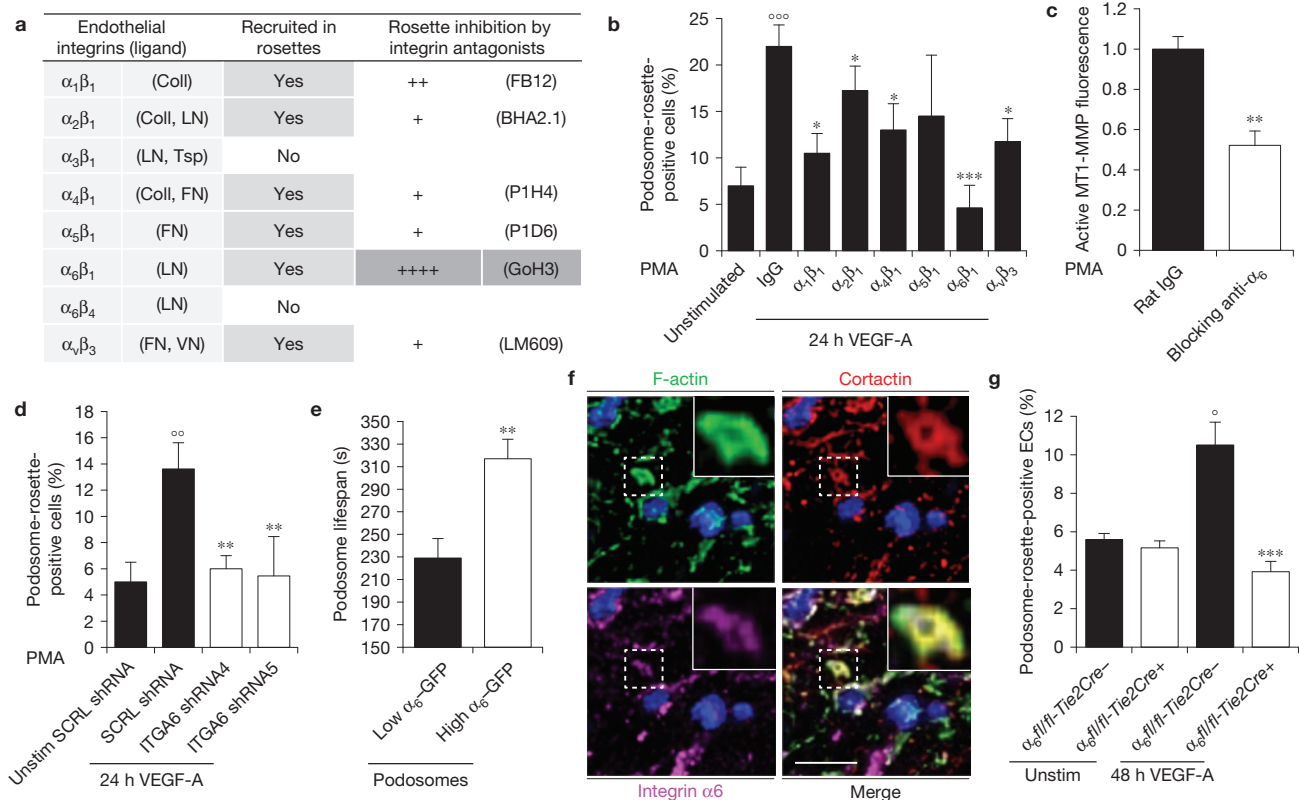 a
Endothelial integrins (ligand) Recruited in rosettes Rosette inhibition by integrin antagonists
α1β1 (Coll) Yes ++ (FB12)
α2β1 (Coll, LN) Yes + (BHA2.1)
α3β1 (LN, Tsp) No
α4β1 (Coll, FN) Yes + (P1H4)
α5β1 (FN) Yes + (P1D6)
α6β1 (LN) Yes ++++ (GoH3)
α6β4 (LN) No
αvβ3 (FN, VN) Yes + (LM609)
b
Podosome-rosette-positive cells (%)
25
20
15
10
5
0
°°° * * * *** *
PMA
Unstimulated
IgG
α1β1
α2β1
α4β1
α5β1
α6β1
αvβ3
24 h VEGF-A
c
Active MT1-MMP fluorescence
1.2
1.0
0.8
0.6
0.4
0.2
0
**
PMA
Rat IgG
Blocking anti-α6
d
Podosome-rosette-positive cells (%)
18
16
14
12
10
8
6
4
2
0
°° ** **
PMA
Unstim SCRL shRNA
SCRL shRNA
ITGA6 shRNA4
ITGA6 shRNA5
24 h VEGF-A
e
Podosome lifespan (s)
350
330
310
290
270
250
230
210
190
170
150
**
Low α6–GFP
High α6–GFP
Podosomes
f
F-actin
Cortactin
Integrin α6
Merge
g
Podosome-rosette-positive ECs (%)
12
10
8
6
4
2
0
° ***
α6fl/fl-Tie2Cre–
α6fl/fl-Tie2Cre+
α6fl/fl-Tie2Cre–
α6fl/fl-Tie2Cre+
Unstim
48 h VEGF-A